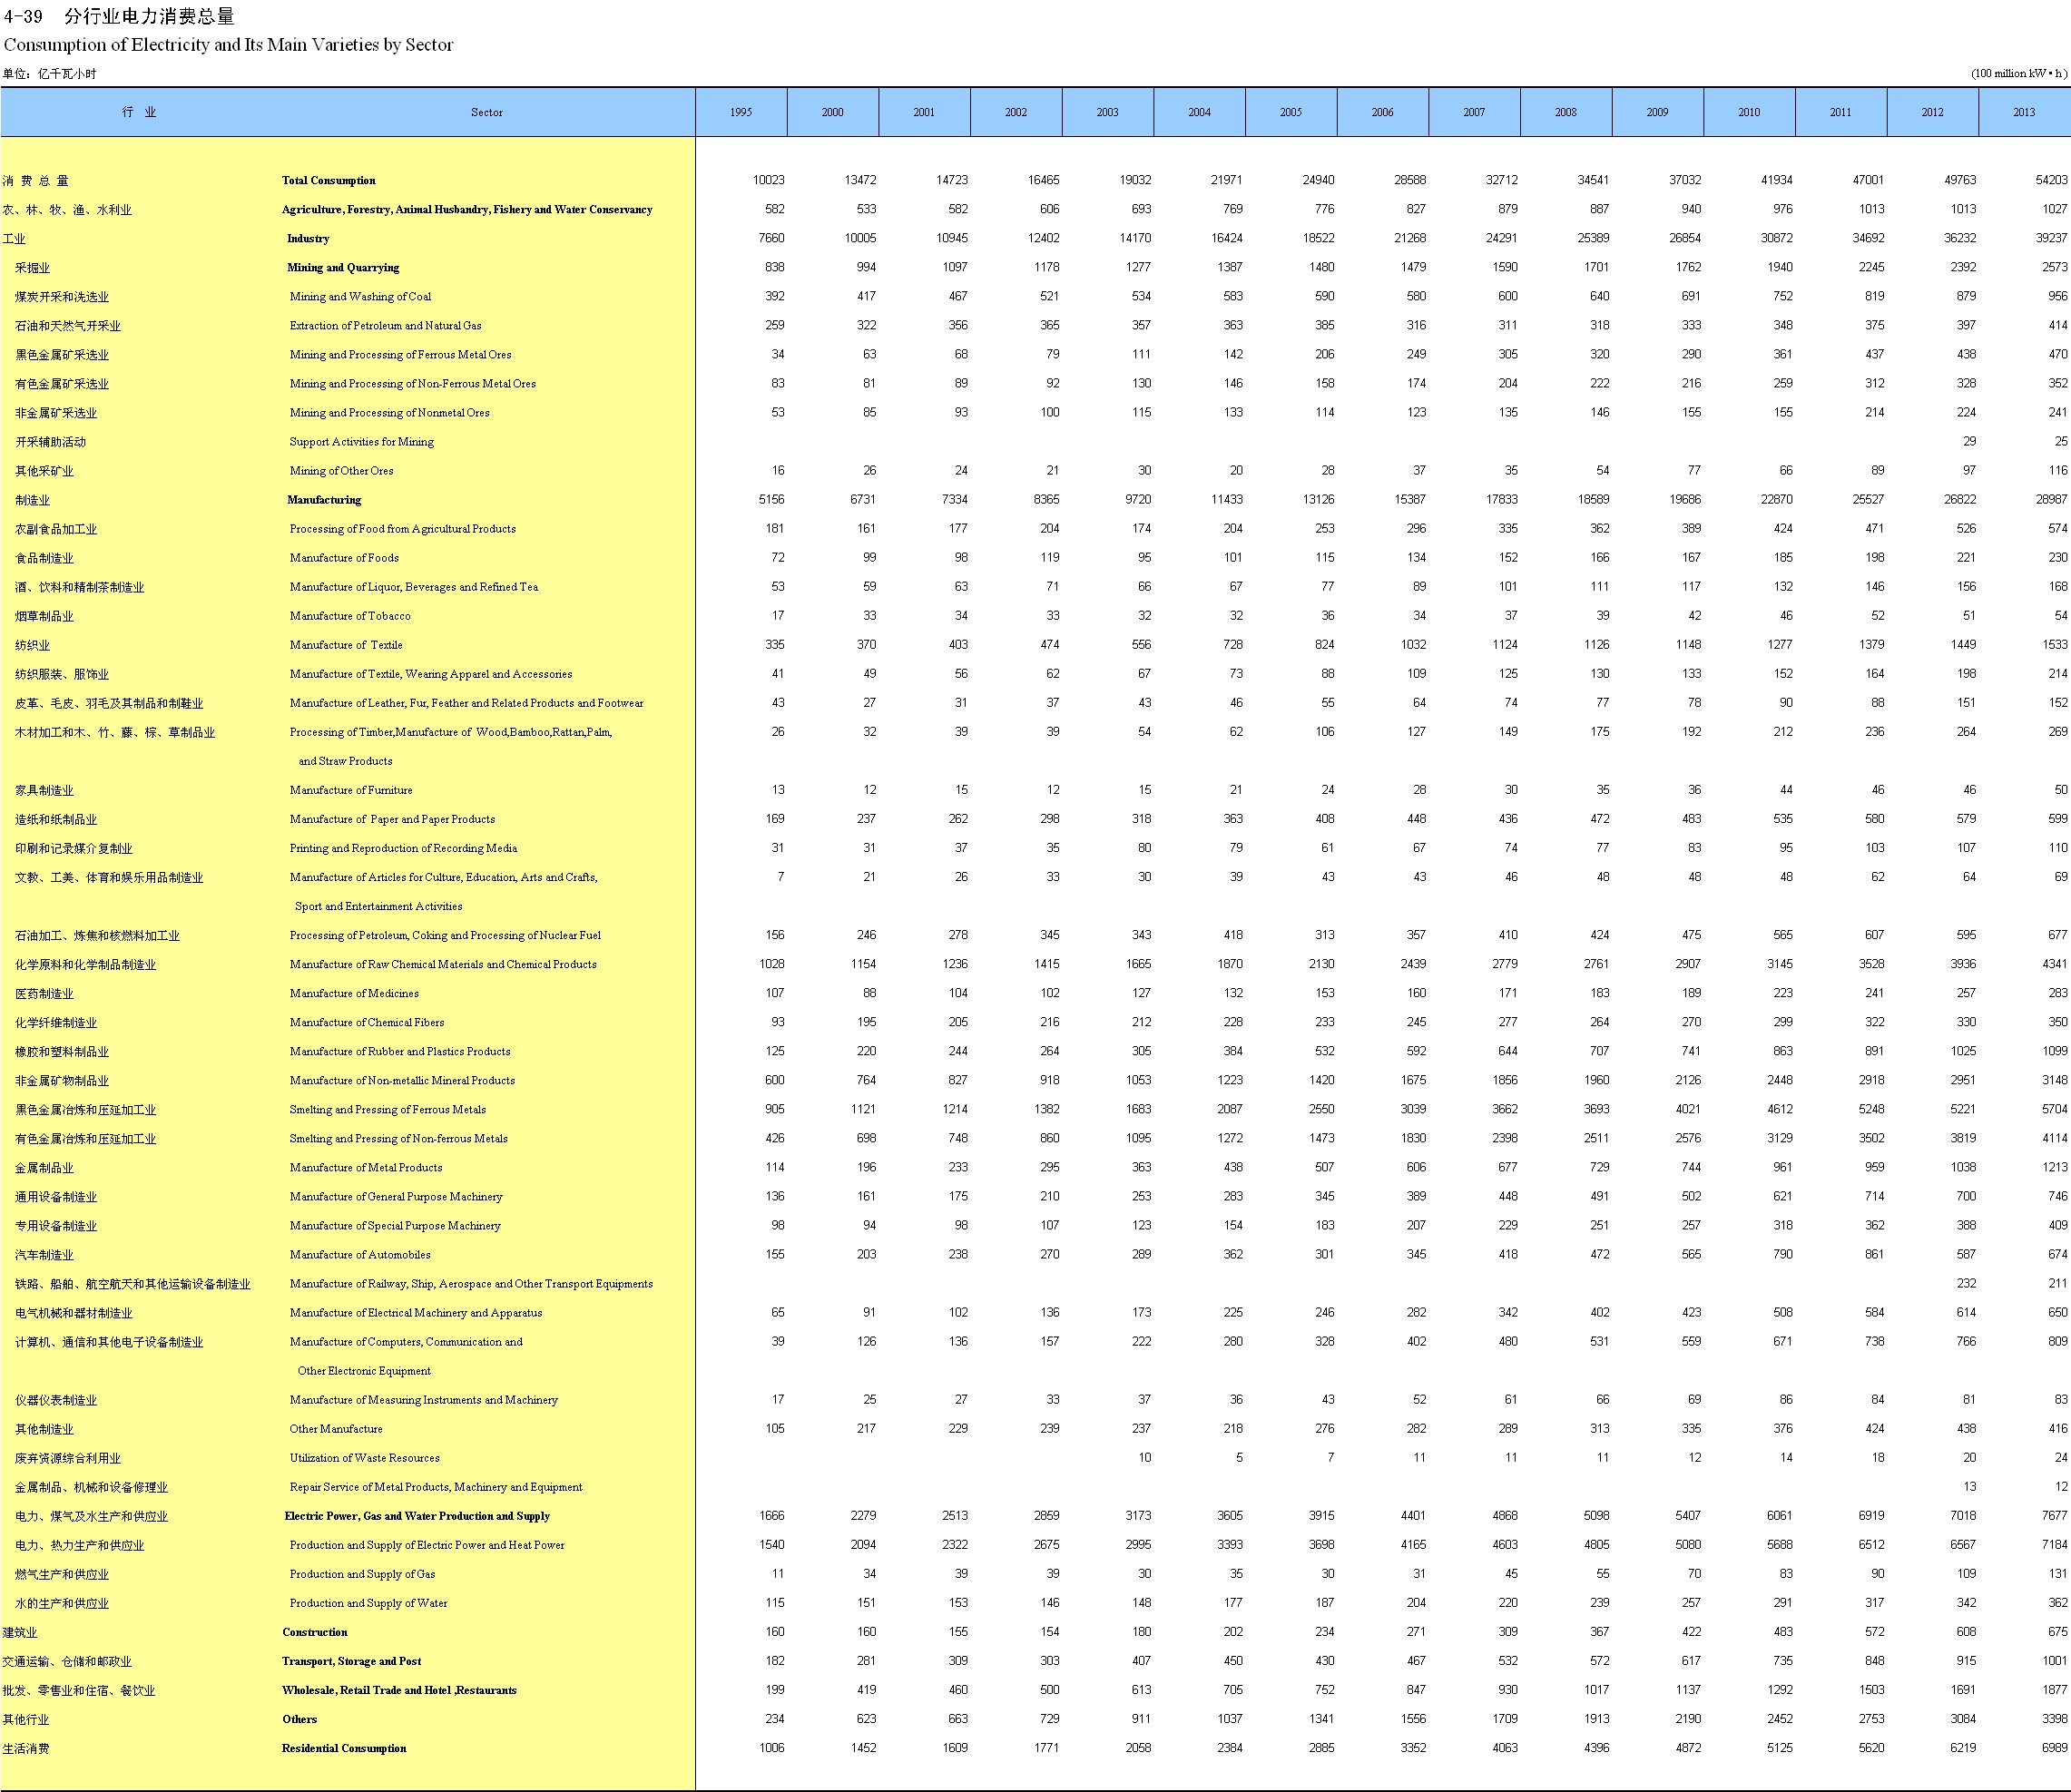 4-39 分行业电力消费总量
Consumption of Electricity and Its Main Varieties by Sector
单位：亿千瓦小时 (100 million kW•h)
行 业 Sector 1995 2000 2001 2002 2003 2004 2005 2006 2007 2008 2009 2010 2011 2012 2013
消 费 总 量 Total Consumption 10023 13472 14723 16465 19032 21971 24940 28588 32712 34541 37032 41934 47001 49763 54203
农、林、牧、渔、水利业 Agriculture, Forestry, Animal Husbandry, Fishery and Water Conservancy 582 533 582 606 693 769 776 827 879 887 940 976 1013 1013 1027
工业 Industry 7660 10005 10945 12402 14170 16424 18522 21268 24291 25389 26854 30872 34692 36232 39237
采掘业 Mining and Quarrying 838 994 1097 1178 1277 1387 1480 1479 1590 1701 1762 1940 2245 2392 2573
煤炭开采和洗选业 Mining and Washing of Coal 392 417 467 521 534 583 590 580 600 640 691 752 819 879 956
石油和天然气开采业 Extraction of Petroleum and Natural Gas 259 322 356 365 357 363 385 316 311 318 333 348 375 397 414
黑色金属矿采选业 Mining and Processing of Ferrous Metal Ores 34 63 68 79 111 142 206 249 305 320 290 361 437 438 470
有色金属矿采选业 Mining and Processing of Non-Ferrous Metal Ores 83 81 89 92 130 146 158 174 204 222 216 259 312 328 352
非金属矿采选业 Mining and Processing of Nonmetal Ores 53 85 93 100 115 133 114 123 135 146 155 155 214 224 241
开采辅助活动 Support Activities for Mining 29 25
其他采矿业 Mining of Other Ores 16 26 24 21 30 20 28 37 35 54 77 66 89 97 116
制造业 Manufacturing 5156 6731 7334 8365 9720 11433 13126 15387 17833 18589 19686 22870 25527 26822 28987
农副食品加工业 Processing of Food from Agricultural Products 181 161 177 204 174 204 253 296 335 362 389 424 471 526 574
食品制造业 Manufacture of Foods 72 99 98 119 95 101 115 134 152 166 167 185 198 221 230
酒、饮料和精制茶制造业 Manufacture of Liquor, Beverages and Refined Tea 53 59 63 71 66 67 77 89 101 111 117 132 146 156 168
烟草制品业 Manufacture of Tobacco 17 33 34 33 32 32 36 34 37 39 42 46 52 51 54
纺织业 Manufacture of Textile 335 370 403 474 556 728 824 1032 1124 1126 1148 1277 1379 1449 1533
纺织服装、服饰业 Manufacture of Textile, Wearing Apparel and Accessories 41 49 56 62 67 73 88 109 125 130 133 152 164 198 214
皮革、毛皮、羽毛及其制品和制鞋业 Manufacture of Leather, Fur, Feather and Related Products and Footwear 43 27 31 37 43 46 55 64 74 77 78 90 88 151 152
木材加工和木、竹、藤、棕、草制品业 Processing of Timber,Manufacture of Wood,Bamboo,Rattan,Palm, 26 32 39 39 54 62 106 127 149 175 192 212 236 264 269
and Straw Products
家具制造业 Manufacture of Furniture 13 12 15 12 15 21 24 28 30 35 36 44 46 46 50
造纸和纸制品业 Manufacture of Paper and Paper Products 169 237 262 298 318 363 408 448 436 472 483 535 580 579 599
印刷和记录媒介复制业 Printing and Reproduction of Recording Media 31 31 37 35 80 79 61 67 74 77 83 95 103 107 110
文教、工美、体育和娱乐用品制造业 Manufacture of Articles for Culture, Education, Arts and Crafts, 7 21 26 33 30 39 43 43 46 48 48 48 62 64 69
Sport and Entertainment Activities
石油加工、炼焦和核燃料加工业 Processing of Petroleum, Coking and Processing of Nuclear Fuel 156 246 278 345 343 418 313 357 410 424 475 565 607 595 677
化学原料和化学制品制造业 Manufacture of Raw Chemical Materials and Chemical Products 1028 1154 1236 1415 1665 1870 2130 2439 2779 2761 2907 3145 3528 3936 4341
医药制造业 Manufacture of Medicines 107 88 104 102 127 132 153 160 171 183 189 223 241 257 283
化学纤维制造业 Manufacture of Chemical Fibers 93 195 205 216 212 228 233 245 277 264 270 299 322 330 350
橡胶和塑料制品业 Manufacture of Rubber and Plastics Products 125 220 244 264 305 384 532 592 644 707 741 863 891 1025 1099
非金属矿物制品业 Manufacture of Non-metallic Mineral Products 600 764 827 918 1053 1223 1420 1675 1856 1960 2126 2448 2918 2951 3148
黑色金属冶炼和压延加工业 Smelting and Pressing of Ferrous Metals 905 1121 1214 1382 1683 2087 2550 3039 3662 3693 4021 4612 5248 5221 5704
有色金属冶炼和压延加工业 Smelting and Pressing of Non-ferrous Metals 426 698 748 860 1095 1272 1473 1830 2398 2511 2576 3129 3502 3819 4114
金属制品业 Manufacture of Metal Products 114 196 233 295 363 438 507 606 677 729 744 961 959 1038 1213
通用设备制造业 Manufacture of General Purpose Machinery 136 161 175 210 253 283 345 389 448 491 502 621 714 700 746
专用设备制造业 Manufacture of Special Purpose Machinery 98 94 98 107 123 154 183 207 229 251 257 318 362 388 409
汽车制造业 Manufacture of Automobiles 155 203 238 270 289 362 301 345 418 472 565 790 861 587 674
铁路、船舶、航空航天和其他运输设备制造业 Manufacture of Railway, Ship, Aerospace and Other Transport Equipments 232 211
电气机械和器材制造业 Manufacture of Electrical Machinery and Apparatus 65 91 102 136 173 225 246 282 342 402 423 508 584 614 650
计算机、通信和其他电子设备制造业 Manufacture of Computers, Communication and 39 126 136 157 222 280 328 402 480 531 559 671 738 766 809
Other Electronic Equipment
仪器仪表制造业 Manufacture of Measuring Instruments and Machinery 17 25 27 33 37 36 43 52 61 66 69 86 84 81 83
其他制造业 Other Manufacture 105 217 229 239 237 218 276 282 289 313 335 376 424 438 416
废弃资源综合利用业 Utilization of Waste Resources 10 5 7 11 11 11 12 14 18 20 24
金属制品、机械和设备修理业 Repair Service of Metal Products, Machinery and Equipment 13 12
电力、煤气及水生产和供应业 Electric Power, Gas and Water Production and Supply 1666 2279 2513 2859 3173 3605 3915 4401 4868 5098 5407 6061 6919 7018 7677
电力、热力生产和供应业 Production and Supply of Electric Power and Heat Power 1540 2094 2322 2675 2995 3393 3698 4165 4603 4805 5080 5688 6512 6567 7184
燃气生产和供应业 Production and Supply of Gas 11 34 39 39 30 35 30 31 45 55 70 83 90 109 131
水的生产和供应业 Production and Supply of Water 115 151 153 146 148 177 187 204 220 239 257 291 317 342 362
建筑业 Construction 160 160 155 154 180 202 234 271 309 367 422 483 572 608 675
交通运输、仓储和邮政业 Transport, Storage and Post 182 281 309 303 407 450 430 467 532 572 617 735 848 915 1001
批发、零售业和住宿、餐饮业 Wholesale, Retail Trade and Hotel ,Restaurants 199 419 460 500 613 705 752 847 930 1017 1137 1292 1503 1691 1877
其他行业 Others 234 623 663 729 911 1037 1341 1556 1709 1913 2190 2452 2753 3084 3398
生活消费 Residential Consumption 1006 1452 1609 1771 2058 2384 2885 3352 4063 4396 4872 5125 5620 6219 6989